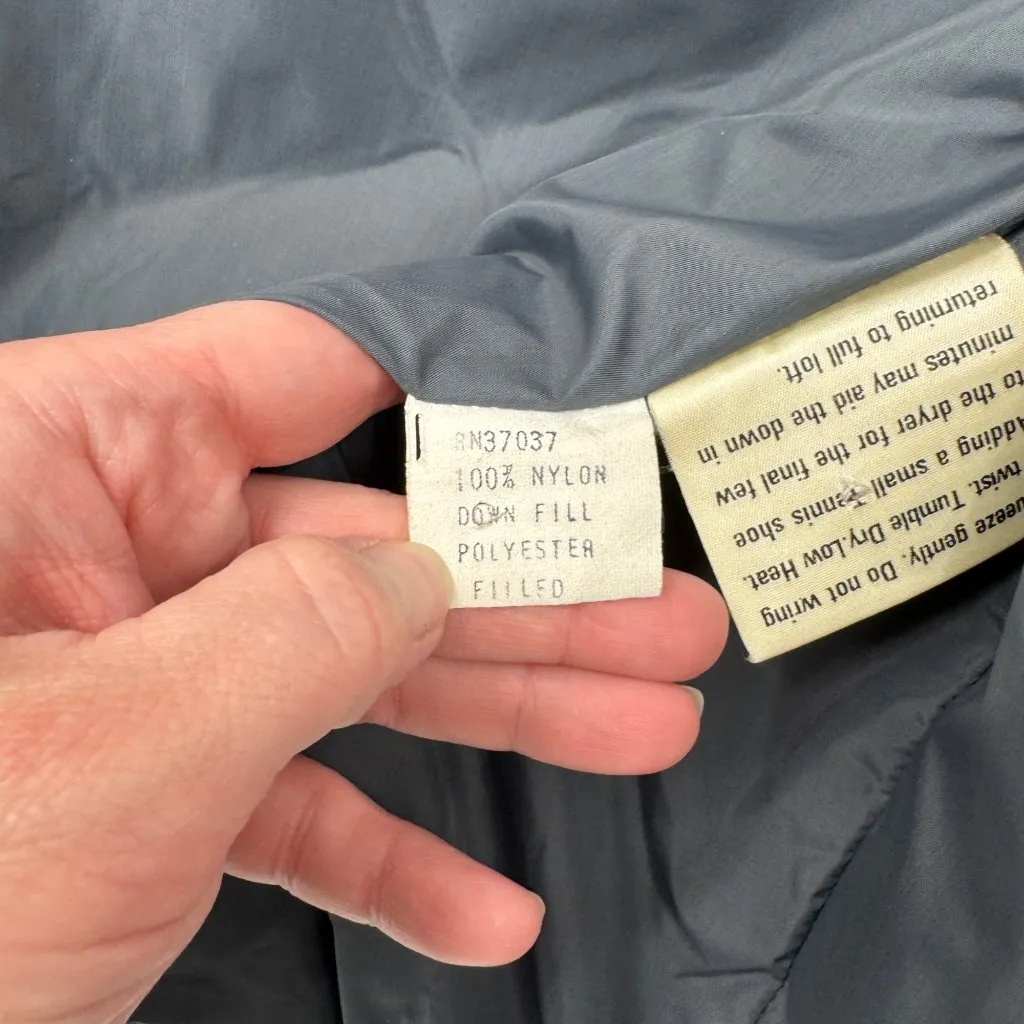 RN37037
100% NYLON
DOWN FILL
POLYESTER
FILLED
ueeze gently. Do not wring
twist. Tumble Dry. Low Heat.
Adding a small tennis shoe
to the dryer for the final few
minutes may aid the down in
returning to full loft.